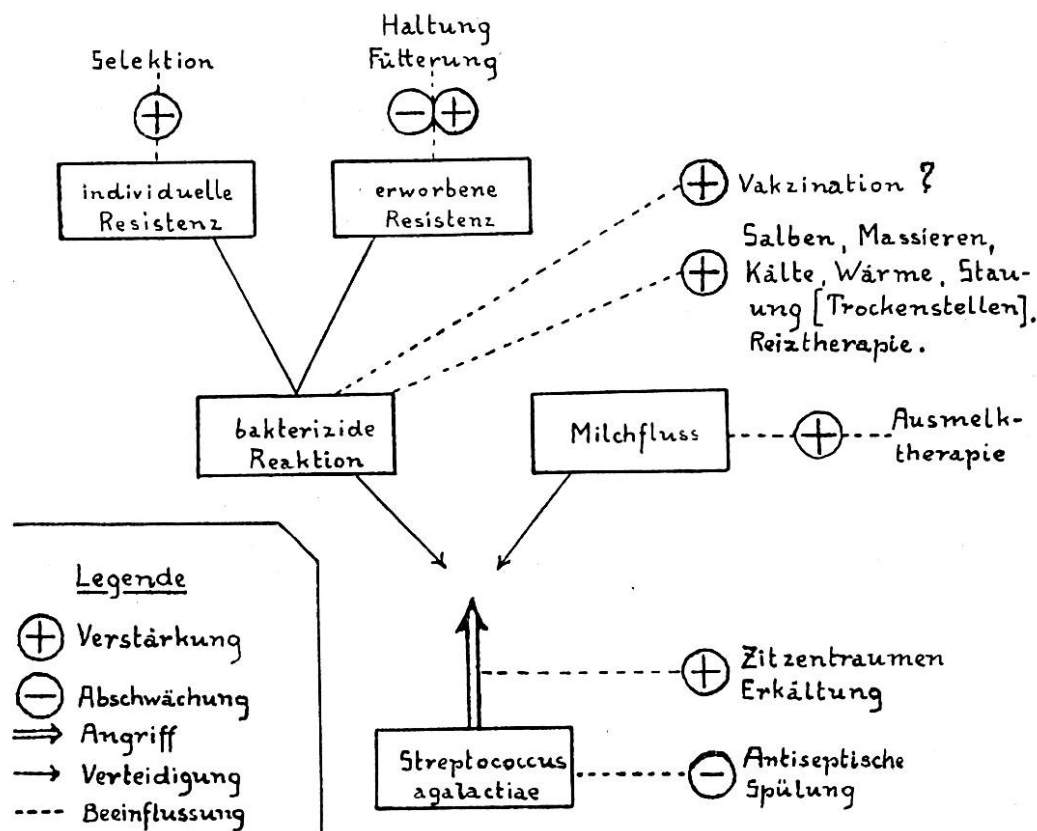 Selektion
Haltung
Fütterung
individuelle
Resistenz
erworbene
Resistenz
Vakzination ?
Salben, Massieren,
Kälte, Wärme, Stau-
ung [Trockenstellen].
Reiztherapie.
bakterizide
Reaktion
Milchfluss
Ausmelk-
therapie
Legende
Verstärkung
Abschwächung
Angriff
Verteidigung
Beeinflussung
Zitzentraumen
Erkältung
Streptococcus
agalactiae
Antiseptische
Spülung